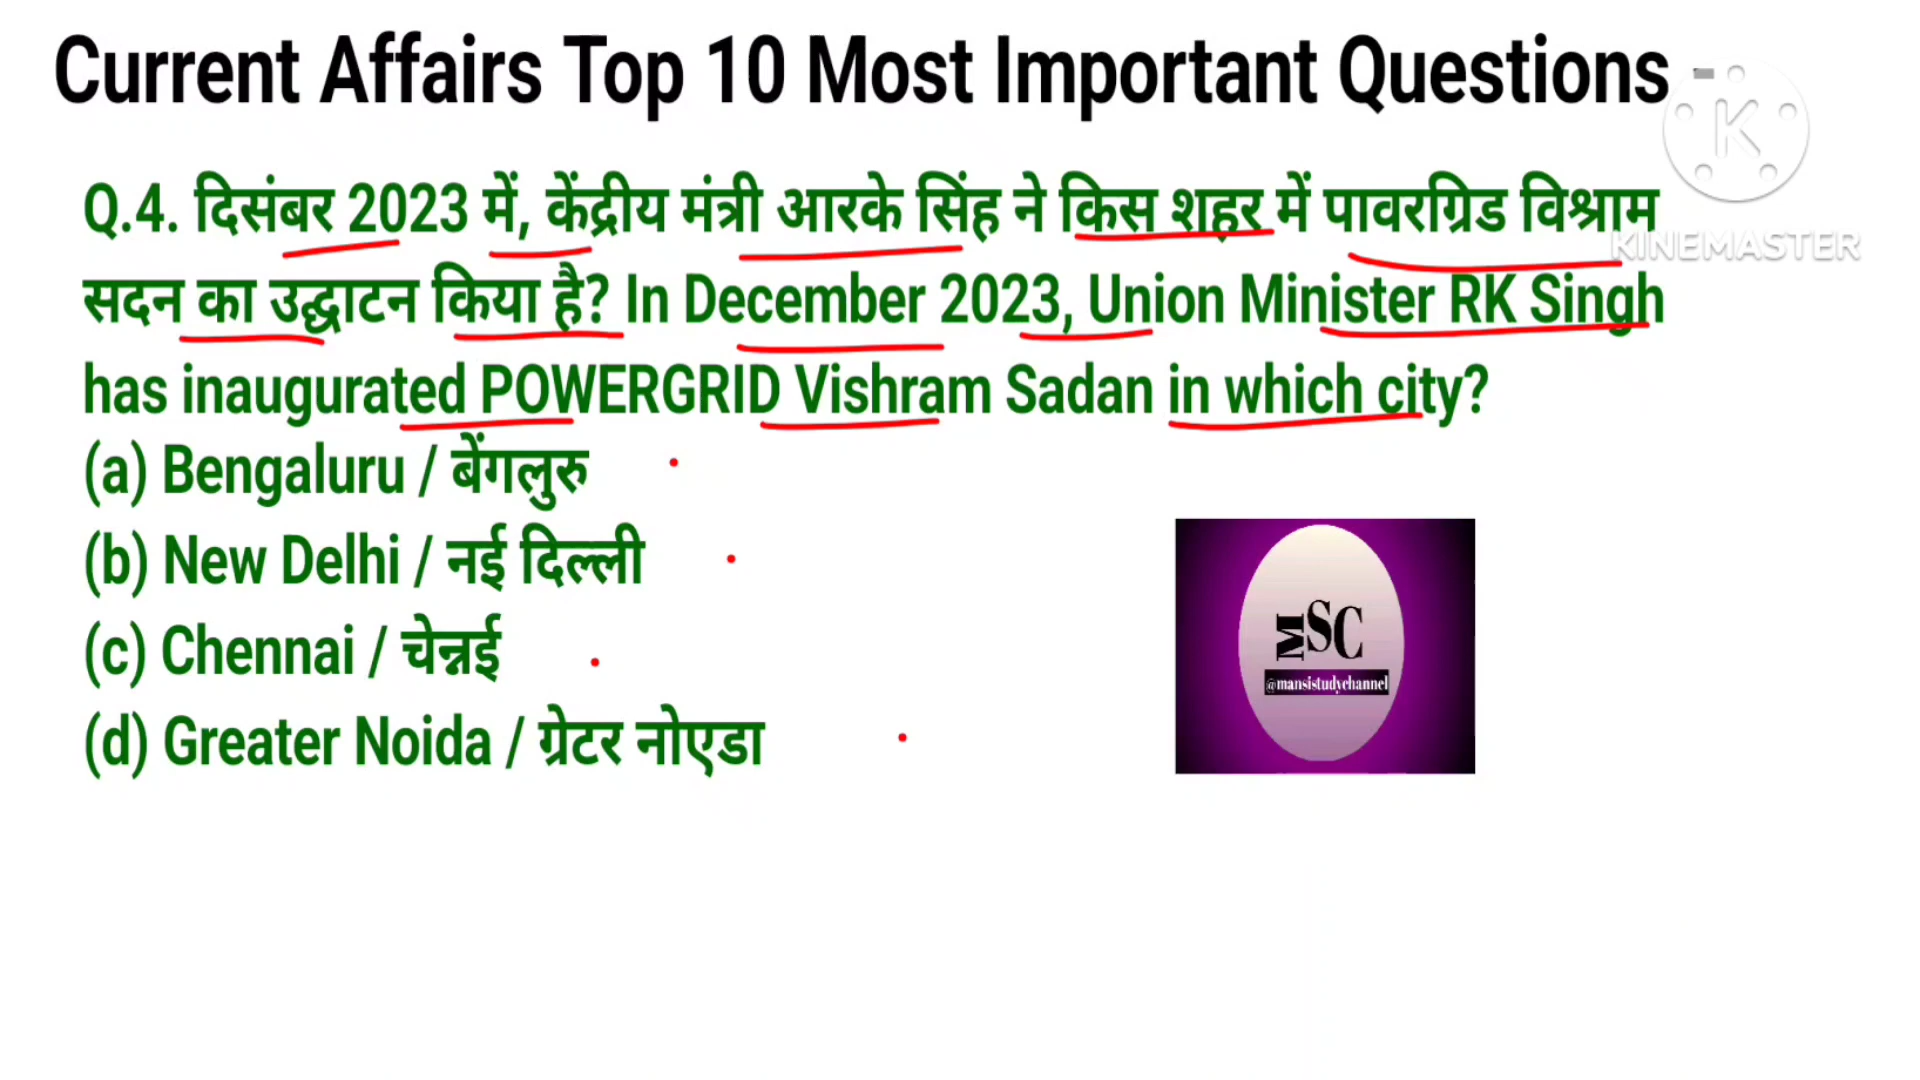 Current Affairs Top 10 Most Important Questions -
K
KINEMASTER
Q.4. दिसंबर 2023 में, केंद्रीय मंत्री आरके सिंह ने किस शहर में पावरग्रिड विश्राम
सदन का उद्घाटन किया है? In December 2023, Union Minister RK Singh
has inaugurated POWERGRID Vishram Sadan in which city?
(a) Bengaluru / बेंगलुरु
(b) New Delhi / नई दिल्ली
(c) Chennai / चेन्नई
(d) Greater Noida / ग्रेटर नोएडा
MSC
@mansistudychannel